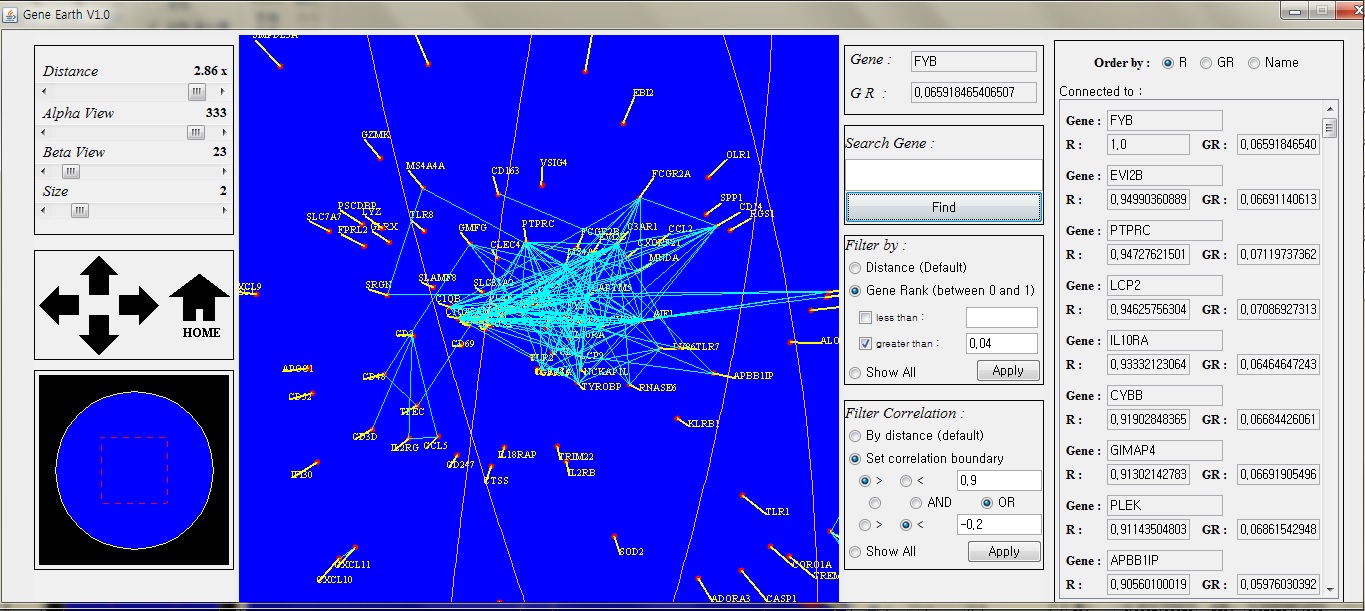 Gene Earth V1.0
Distance 2.86 x
Alpha View 333
Beta View 23
Size 2
HOME
EBI2
GZMK
MS4A4A
CD163
VSIG4
OLR1
FCGR2A
SPP1
CD14
RGS1
PSCDBP
LYZ
SLC7A7
FPRL2
TLR8
GMFG
PTPRC
CLEC4
C3AR1
CCL2
MNDA
SRGN
SLAMF8
C1QB
CXCL9
AIF1
CD2
CD69
TLR7
LCP2
NCKAP1L
TYROBP
RNASE6
APBB1IP
CD48
CD52
TFEC
KLRB1
CD3D
IL2RG
CCL5
CD247
IL18RAP
TRIM22
IL2RB
CTSS
IFI30
TLR1
SOD2
CXCL11
CXCL10
CORO1A
ADORA3
CASP1
Gene : FYB
G R : 0,065918465406507
Search Gene :
Find
Filter by :
Distance (Default)
Gene Rank (between 0 and 1)
less than :
greater than : 0,04
Show All Apply
Filter Correlation :
By distance (default)
Set correlation boundary
> < 0,9
AND OR
> < -0,2
Show All Apply
Order by : R GR Name
Connected to :
Gene : FYB
R : 1,0 GR : 0,06591846540
Gene : EVI2B
R : 0,94990360889 GR : 0,06691140613
Gene : PTPRC
R : 0,94727621501 GR : 0,07119737362
Gene : LCP2
R : 0,94625756304 GR : 0,07086927313
Gene : IL10RA
R : 0,93332123064 GR : 0,06464647243
Gene : CYBB
R : 0,91902848365 GR : 0,06684426061
Gene : GIMAP4
R : 0,91302142783 GR : 0,06691905496
Gene : PLEK
R : 0,91143504803 GR : 0,06861542948
Gene : APBB1IP
R : 0,90560100019 GR : 0,05976030392